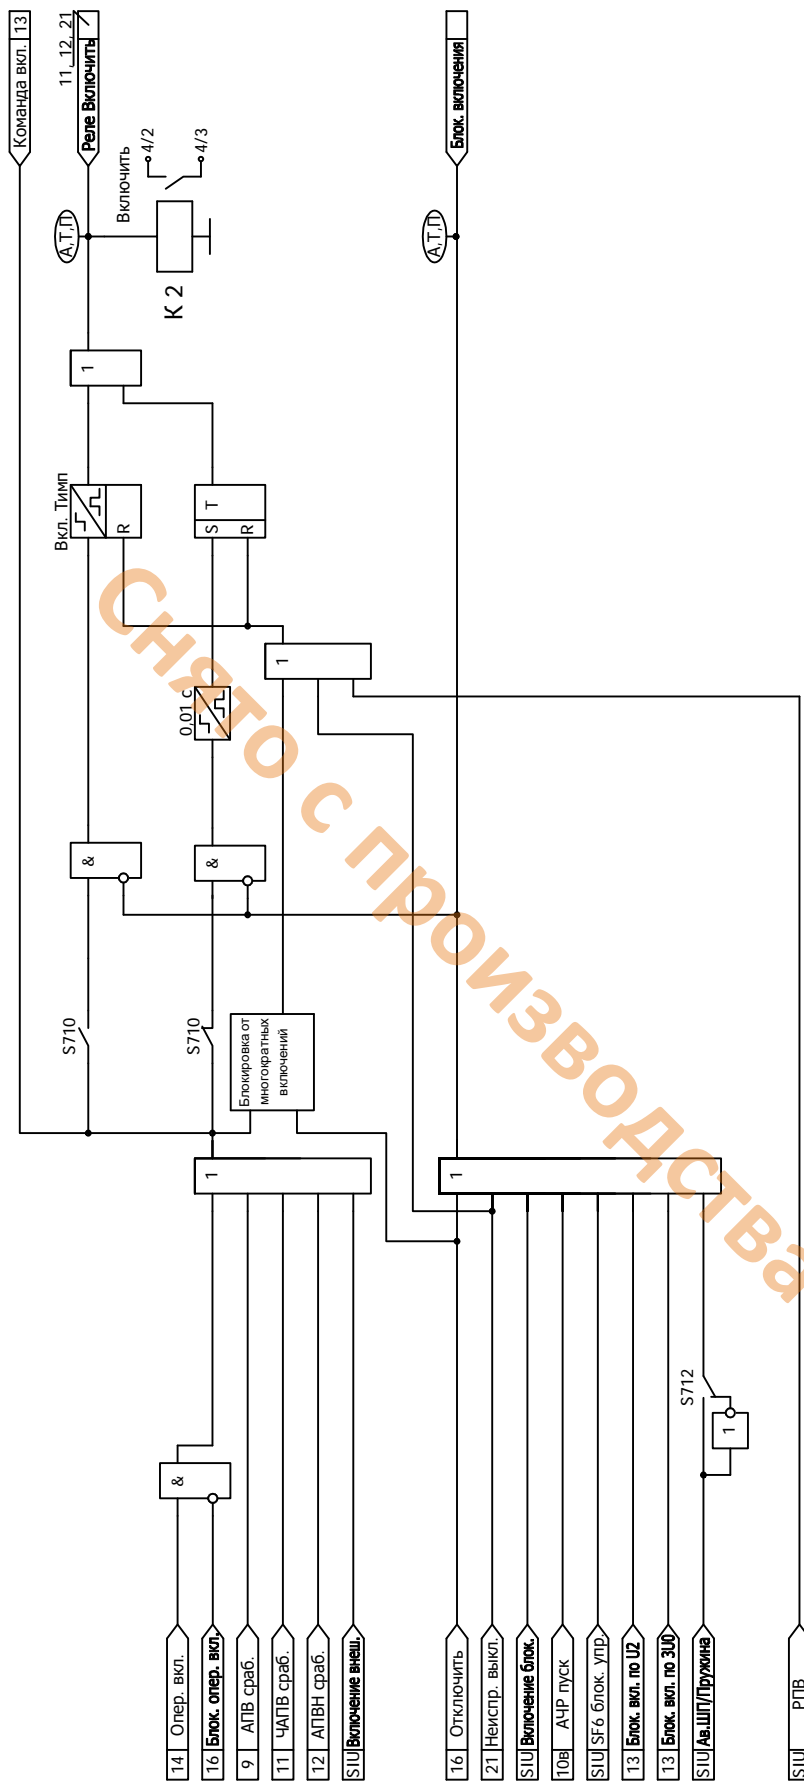 Команда вкл. 13
11, 12, 21
Реле Включить
А,Т,П
Включить
4/2
4/3
К 2
1
Вкл. Тимп
R
S T
R
1
0,01 с
&
&
S710
S710
Блокировка от
многократных
включений
1
&
14 Опер. вкл.
16 Блок. опер. вкл.
9 АПВ сраб.
11 ЧАПВ сраб.
12 АПВН сраб.
SIU Включение внеш.
Блок. включения
А,Т,П
1
S712
1
16 Отключить
21 Неиспр. выкл.
SIU Включение блок.
10в АЧР пуск
SIU SF6 блок. упр.
13 Блок. вкл. по U2
13 Блок. вкл. по 3U0
SIU Ав.ШП/Пружина
SIU РПВ
Снято с производства